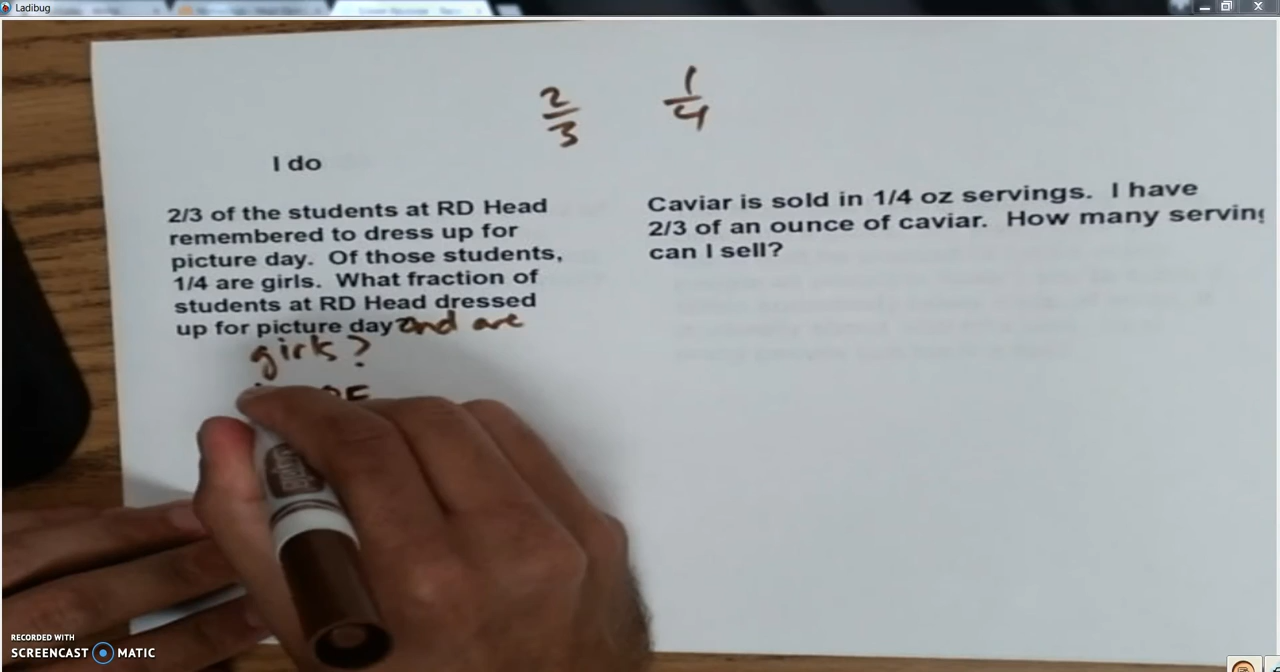 Ladibug
2
3
1
4
I do
2/3 of the students at RD Head
remembered to dress up for
picture day. Of those students,
1/4 are girls. What fraction of
students at RD Head dressed
up for picture day and are
girls?
Caviar is sold in 1/4 oz servings. I have
2/3 of an ounce of caviar. How many serving
can I sell?
RECORDED WITH
SCREENCAST MATIC